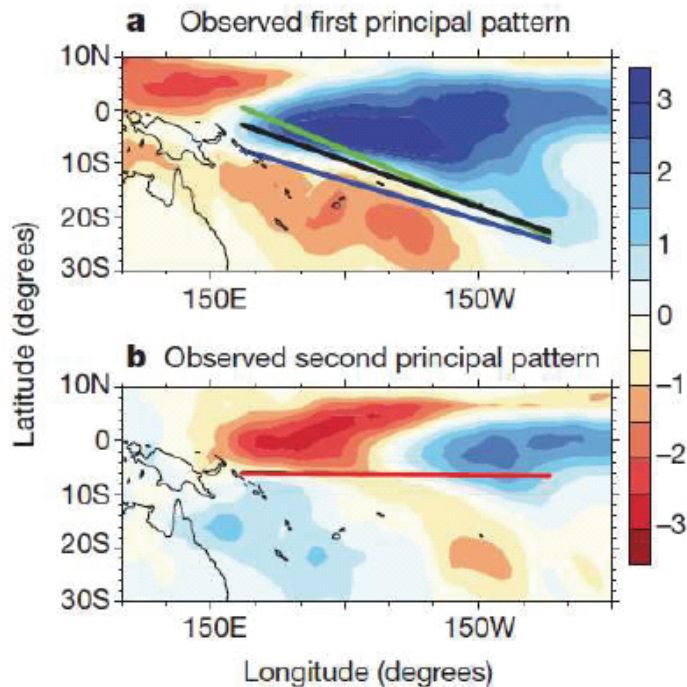 a Observed first principal pattern
10N
0
10S
20S
30S
150E
150W
b Observed second principal pattern
10N
0
10S
20S
30S
150E
150W
Latitude (degrees)
Longitude (degrees)
3
2
1
0
−1
−2
−3